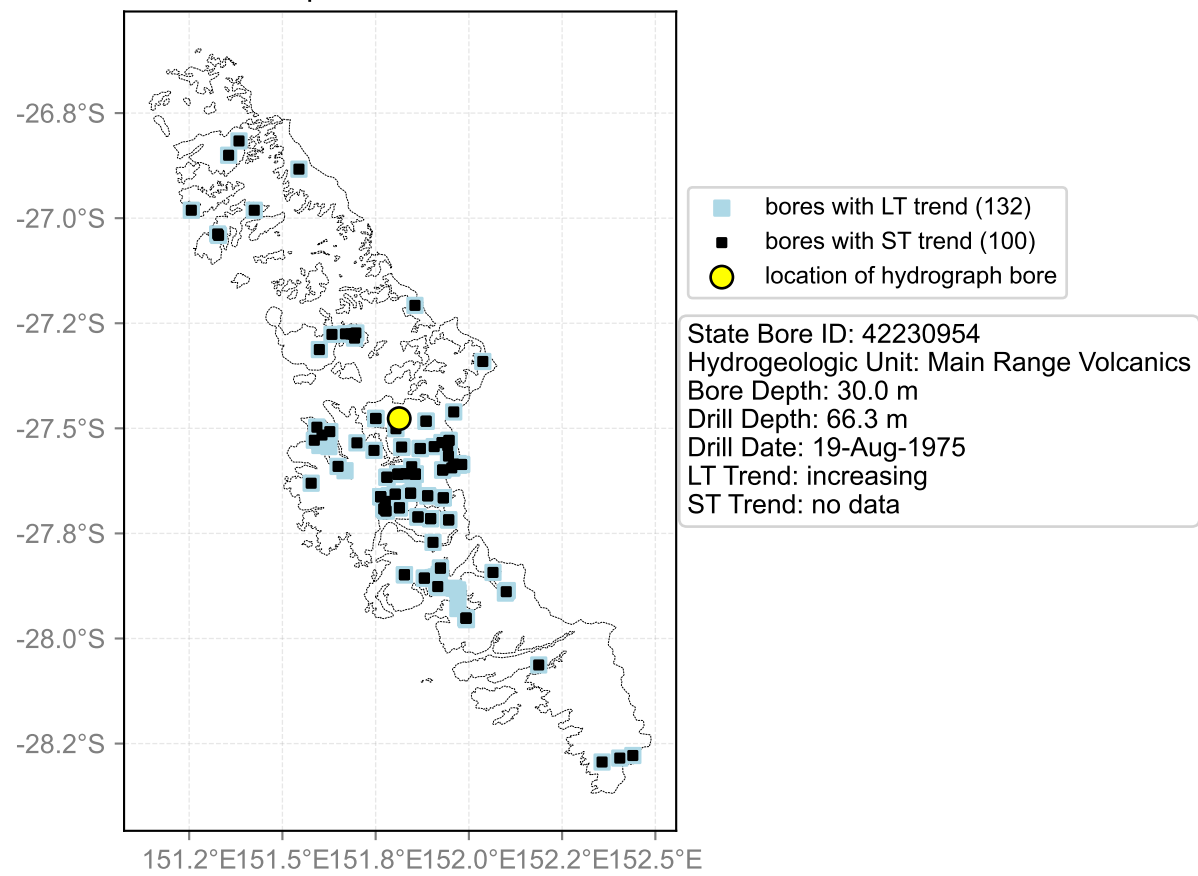 -26.8°S
-27.0°S
-27.2°S
-27.5°S
-27.8°S
-28.0°S
-28.2°S
151.2°E151.5°E151.8°E152.0°E152.2°E152.5°E
bores with LT trend (132)
bores with ST trend (100)
location of hydrograph bore
State Bore ID: 42230954
Hydrogeologic Unit: Main Range Volcanics
Bore Depth: 30.0 m
Drill Depth: 66.3 m
Drill Date: 19-Aug-1975
LT Trend: increasing
ST Trend: no data